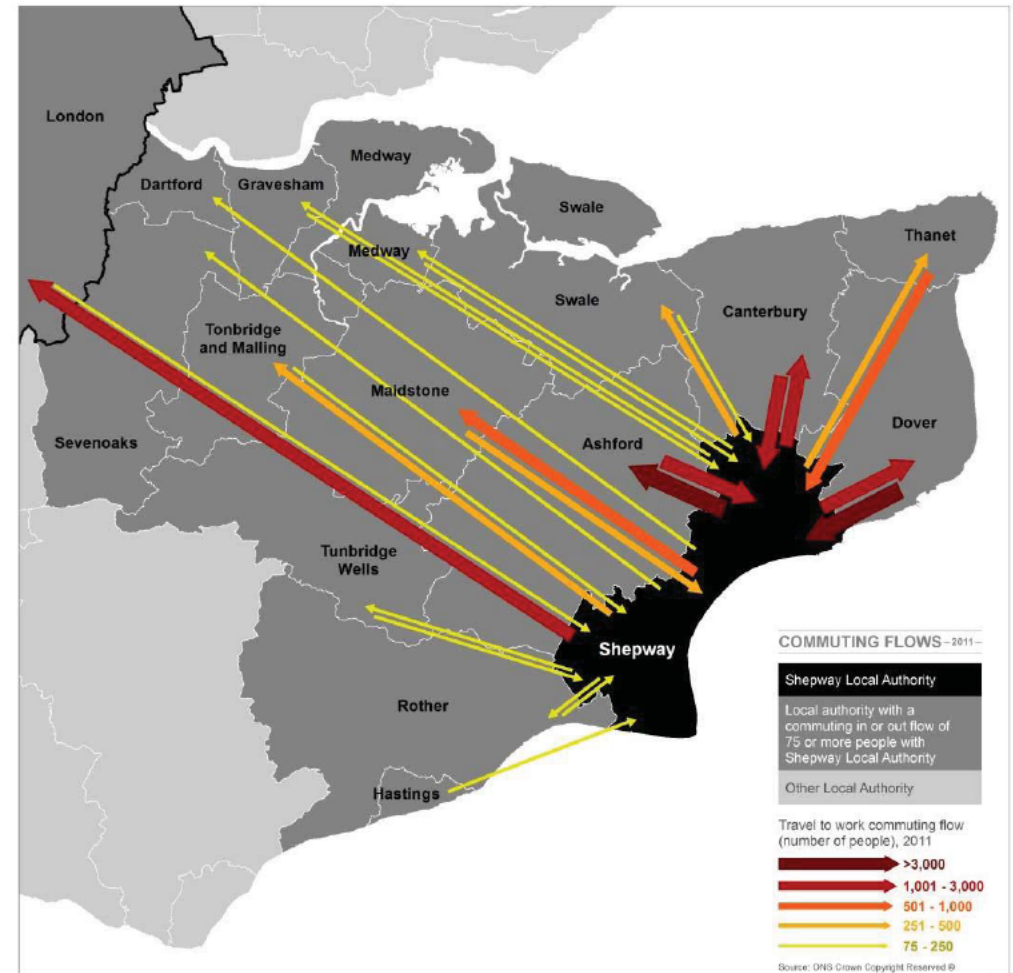 London
Medway
Dartford
Gravesham
Swale
Thanet
Medway
Swale
Canterbury
Tonbridge
and Malling
Maidstone
Dover
Sevenoaks
Ashford
Tunbridge
Wells
Shepway
Rother
Hastings
COMMUTING FLOWS – 2011 –
Shepway Local Authority
Local authority with a
commuting in or out flow of
75 or more people with
Shepway Local Authority
Other Local Authority
Travel to work commuting flow
(number of people), 2011
>3,000
1,001 - 3,000
501 - 1,000
251 - 500
75 - 250
Source: ONS Crown Copyright Reserved ©